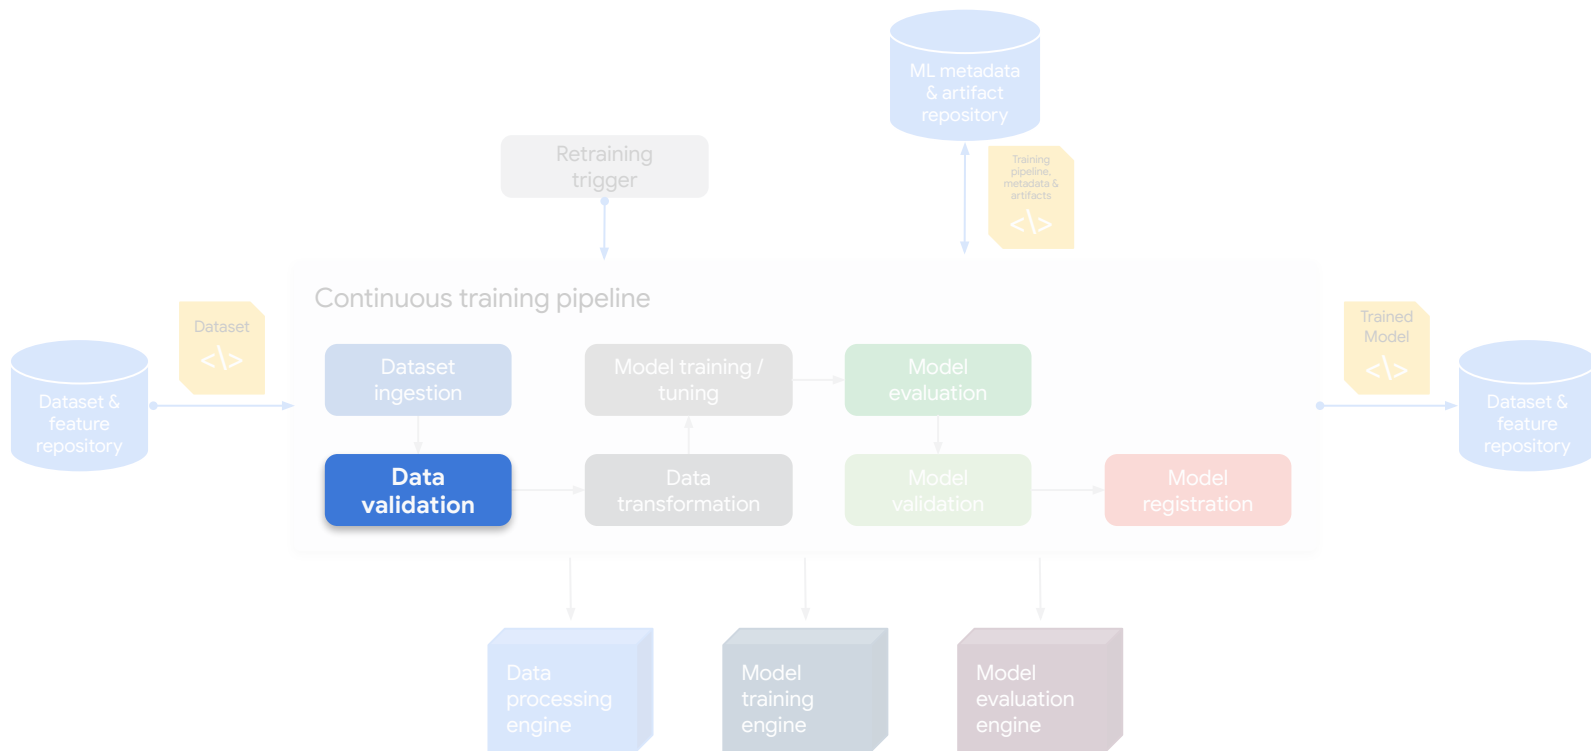 ML metadata
& artifact
repository
Retraining
trigger
Training
pipeline,
metadata &
artifacts
</>
Continuous training pipeline
Dataset
</>
Trained
Model
</>
Dataset &
feature
repository
Dataset
ingestion
Model training /
tuning
Model
evaluation
Dataset &
feature
repository
Data
validation
Data
transformation
Model
validation
Model
registration
Data
processing
engine
Model
training
engine
Model
evaluation
engine